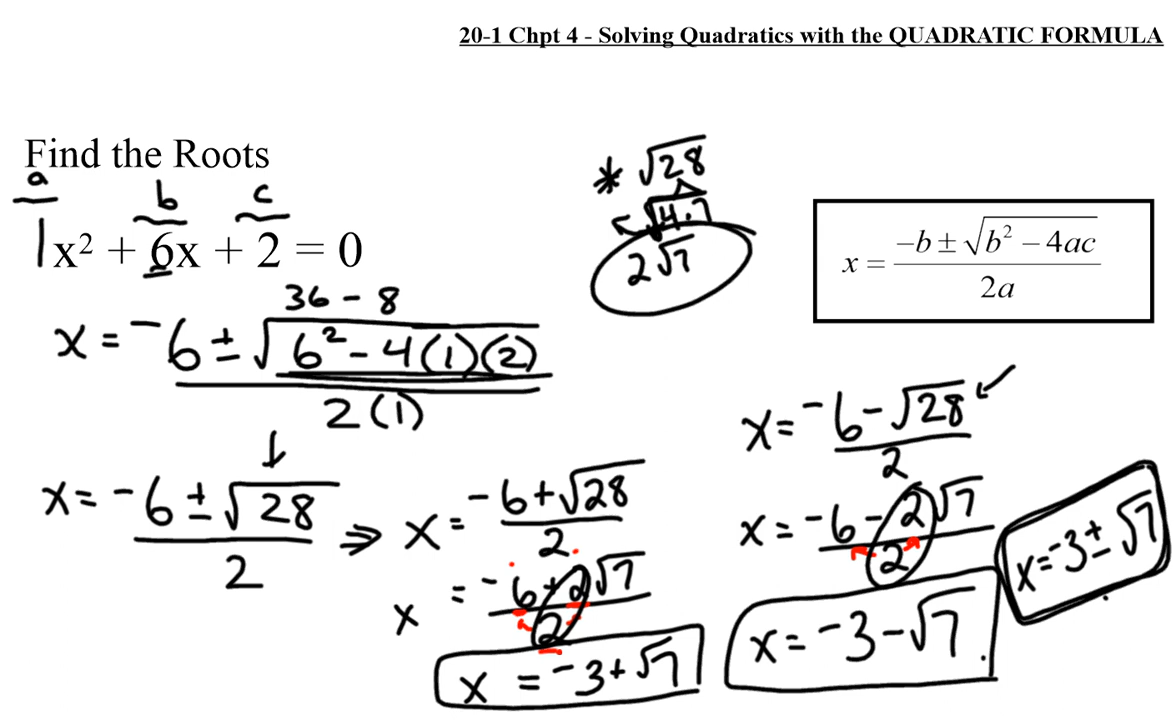 20-1 Chpt 4 - Solving Quadratics with the QUADRATIC FORMULA
Find the Roots
a b c
1x² + 6x + 2 = 0
36 - 8
x = -6 ± √(6² - 4(1)(2))
2(1)
x = -6 ± √28
2
* √28
√4·7
2√7
x = -b ± √(b² - 4ac)
2a
⇒ x = -6 + √28
2
x = -6 + 2√7
2
x = -3 + √7
x = -6 - √28
2
x = -6 - 2√7
2
x = -3 - √7.
x = -3 ± √7